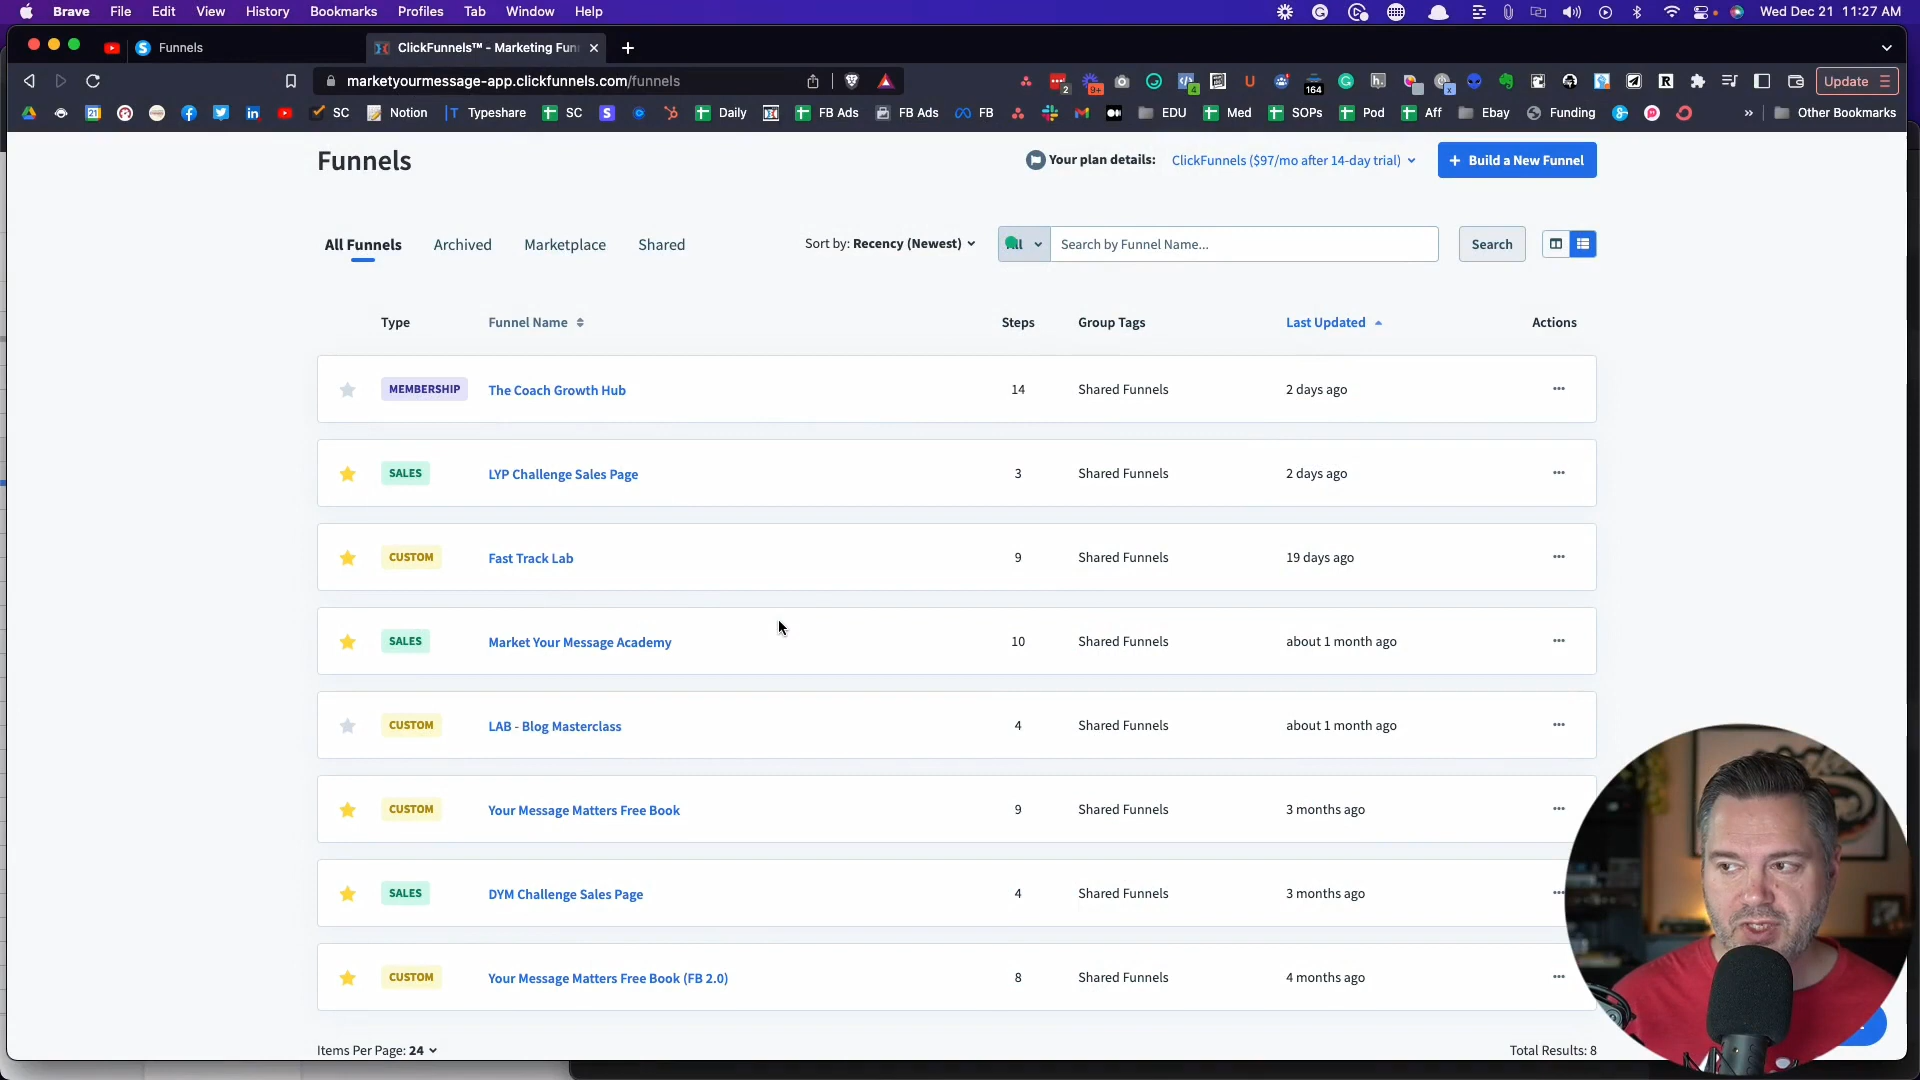 Brave File Edit View History Bookmarks Profiles Tab Window Help Wed Dec 21 11:27 AM
Funnels ClickFunnels™ - Marketing Fun
marketyourmessage-app.clickfunnels.com/funnels 2 9+ 4 164 Update
SC Notion Typeshare SC Daily FB Ads FB Ads FB EDU Med SOPs Pod Aff Ebay Funding » Other Bookmarks
Funnels Your plan details: ClickFunnels ($97/mo after 14-day trial) + Build a New Funnel
All Funnels Archived Marketplace Shared Sort by: Recency (Newest) All Search by Funnel Name... Search
Type Funnel Name Steps Group Tags Last Updated Actions
MEMBERSHIP The Coach Growth Hub 14 Shared Funnels 2 days ago
SALES LYP Challenge Sales Page 3 Shared Funnels 2 days ago
CUSTOM Fast Track Lab 9 Shared Funnels 19 days ago
SALES Market Your Message Academy 10 Shared Funnels about 1 month ago
CUSTOM LAB - Blog Masterclass 4 Shared Funnels about 1 month ago
CUSTOM Your Message Matters Free Book 9 Shared Funnels 3 months ago
SALES DYM Challenge Sales Page 4 Shared Funnels 3 months ago
CUSTOM Your Message Matters Free Book (FB 2.0) 8 Shared Funnels 4 months ago
Items Per Page: 24 Total Results: 8